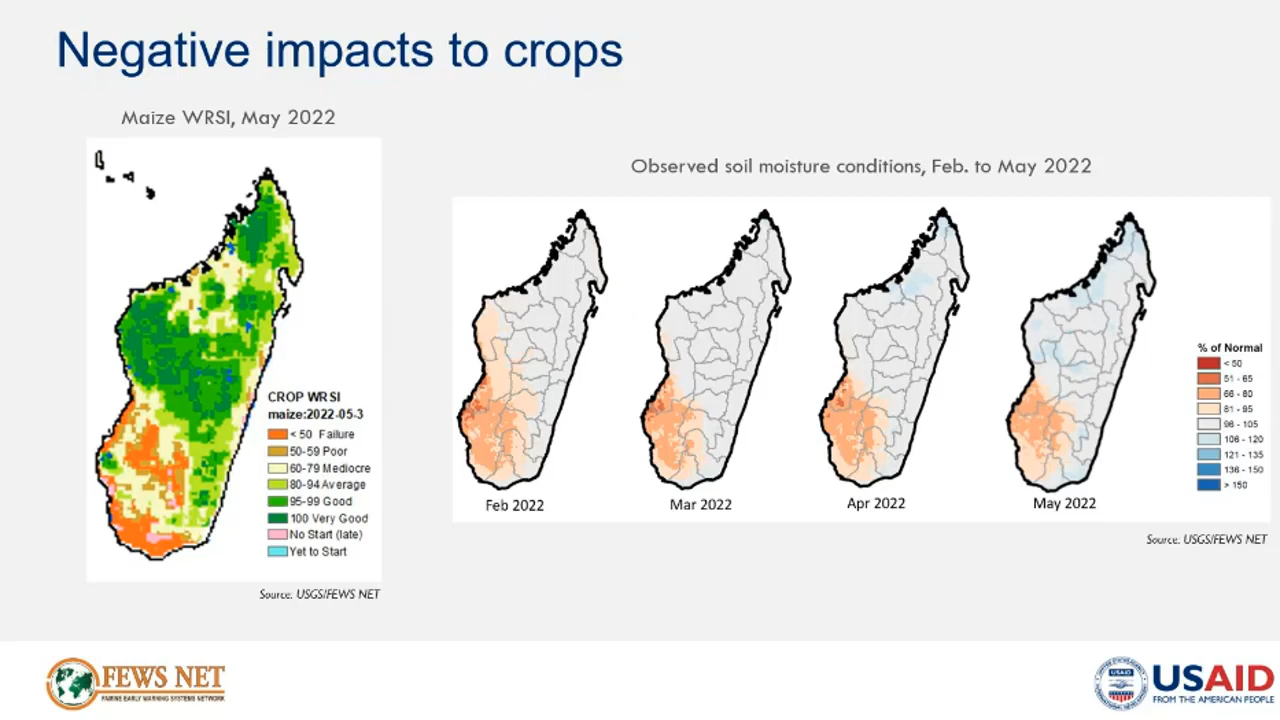 Negative impacts to crops
Maize WRSI, May 2022
CROP WRSI
maize:2022-05-3
< 50 Failure
50-59 Poor
60-79 Mediocre
80-94 Average
95-99 Good
100 Very Good
No Start (late)
Yet to Start
Source: USGS/FEWS NET
Observed soil moisture conditions, Feb. to May 2022
Feb 2022
Mar 2022
Apr 2022
May 2022
% of Normal
< 50
51 - 65
66 - 80
81 - 95
96 - 105
106 - 120
121 - 135
136 - 150
> 150
Source: USGS/FEWS NET
FEWS NET
FAMINE EARLY WARNING SYSTEMS NETWORK
USAID
FROM THE AMERICAN PEOPLE